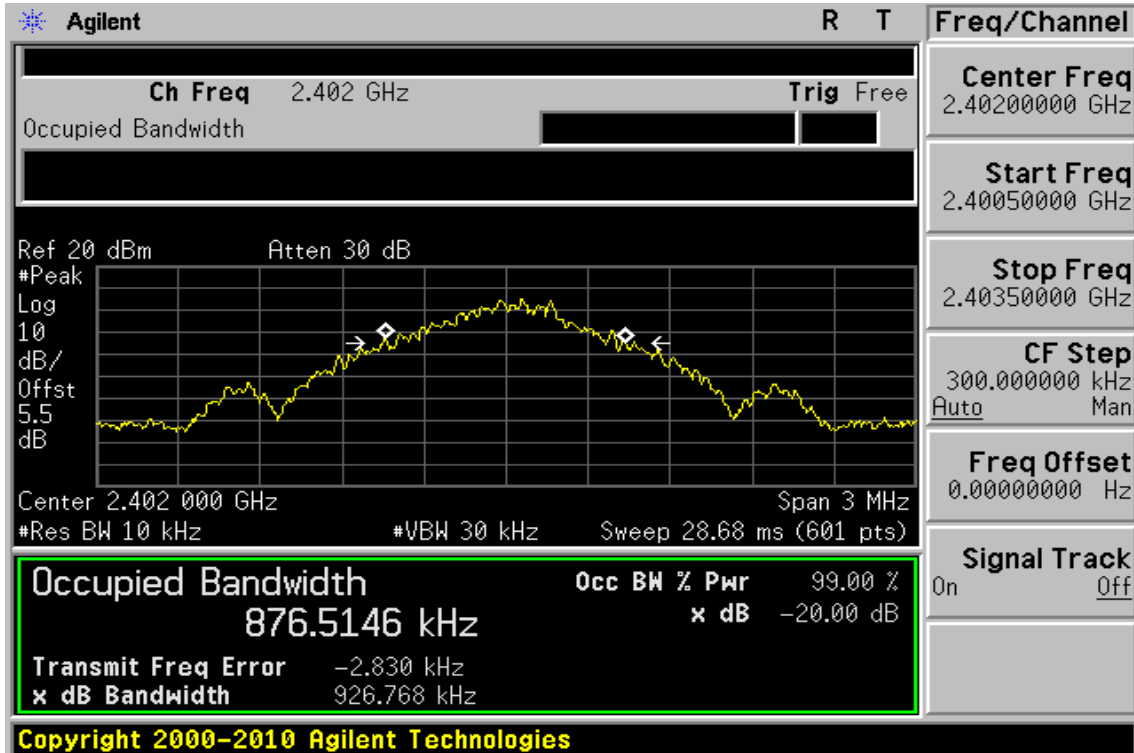 Agilent R T
Freq/Channel
Ch Freq 2.402 GHz Trig Free
Occupied Bandwidth
Ref 20 dBm Atten 30 dB
#Peak
Log
10
dB/
Offst
5.5
dB
Center 2.402 000 GHz Span 3 MHz
#Res BW 10 kHz #VBW 30 kHz Sweep 28.68 ms (601 pts)
Occupied Bandwidth
876.5146 kHz
Occ BW % Pwr 99.00 %
x dB -20.00 dB
Transmit Freq Error -2.830 kHz
x dB Bandwidth 926.768 kHz
Center Freq
2.40200000 GHz
Start Freq
2.40050000 GHz
Stop Freq
2.40350000 GHz
CF Step
300.000000 kHz
Auto Man
Freq Offset
0.00000000 Hz
Signal Track
On Off
Copyright 2000-2010 Agilent Technologies